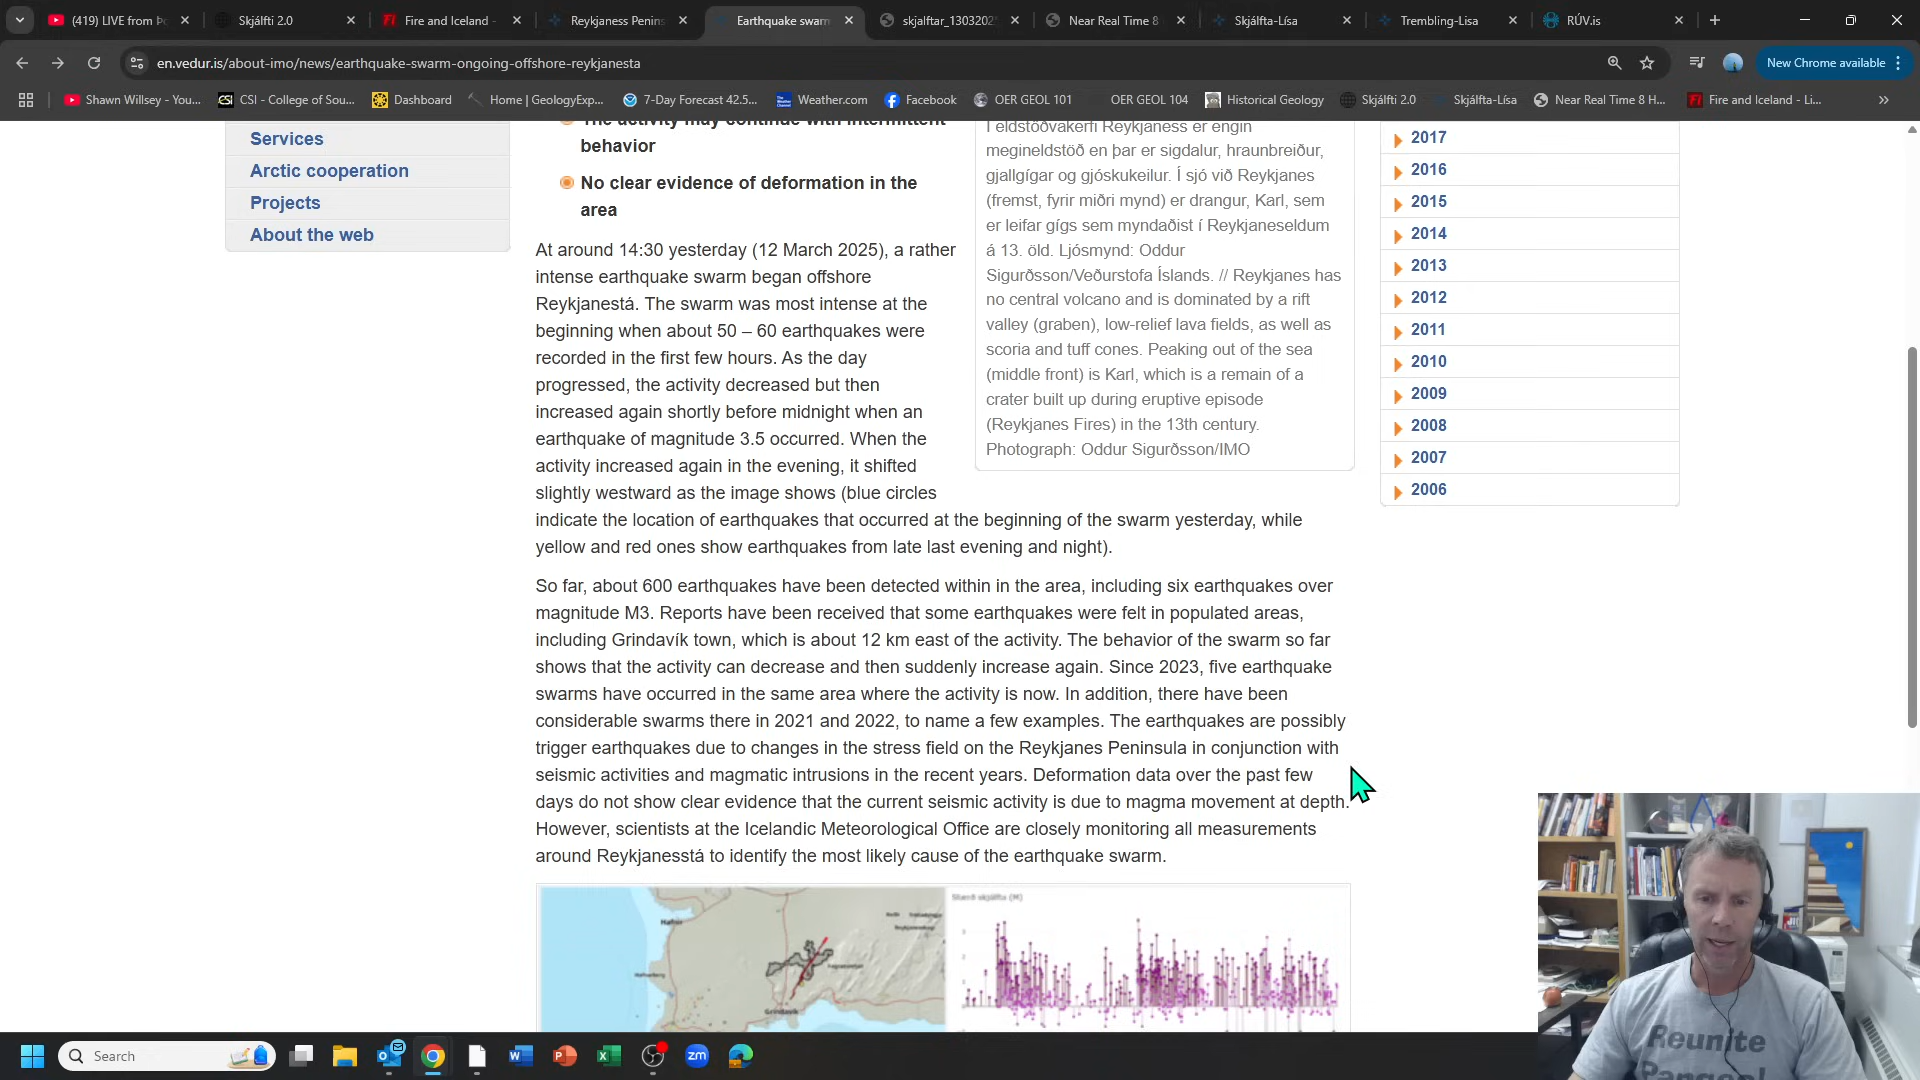 (419) LIVE from Þ
Skjálfti 2.0
Fire and Iceland -
Reykjaness Penins
Earthquake swarm
skjalftar_1303202
Near Real Time 8
Skjálfta-Lísa
Trembling-Lisa
RÚV.is
en.vedur.is/about-imo/news/earthquake-swarm-ongoing-offshore-reykjanesta
New Chrome available
Shawn Willsey - You...
CSI - College of Sou...
Dashboard
Home | GeologyExp...
7-Day Forecast 42.5...
Weather.com
Facebook
OER GEOL 101
OER GEOL 104
Historical Geology
Skjálfti 2.0
Skjálfta-Lísa
Near Real Time 8 H...
Fire and Iceland - Li...
Services
Arctic cooperation
Projects
About the web
The activity may continue with intermittent
behavior
No clear evidence of deformation in the
area
At around 14:30 yesterday (12 March 2025), a rather
intense earthquake swarm began offshore
Reykjanestá. The swarm was most intense at the
beginning when about 50 – 60 earthquakes were
recorded in the first few hours. As the day
progressed, the activity decreased but then
increased again shortly before midnight when an
earthquake of magnitude 3.5 occurred. When the
activity increased again in the evening, it shifted
slightly westward as the image shows (blue circles
indicate the location of earthquakes that occurred at the beginning of the swarm yesterday, while
yellow and red ones show earthquakes from late last evening and night).
Í eldstöðvakerfi Reykjaness er engin
megineldstöð en þar er sigdalur, hraunbreiður,
gjallgígar og gjóskukeilur. Í sjó við Reykjanes
(fremst, fyrir miðri mynd) er drangur, Karl, sem
er leifar gígs sem myndaðist í Reykjaneseldum
á 13. öld. Ljósmynd: Oddur
Sigurðsson/Veðurstofa Íslands. // Reykjanes has
no central volcano and is dominated by a rift
valley (graben), low-relief lava fields, as well as
scoria and tuff cones. Peaking out of the sea
(middle front) is Karl, which is a remain of a
crater built up during eruptive episode
(Reykjanes Fires) in the 13th century.
Photograph: Oddur Sigurðsson/IMO
2017
2016
2015
2014
2013
2012
2011
2010
2009
2008
2007
2006
So far, about 600 earthquakes have been detected within in the area, including six earthquakes over
magnitude M3. Reports have been received that some earthquakes were felt in populated areas,
including Grindavík town, which is about 12 km east of the activity. The behavior of the swarm so far
shows that the activity can decrease and then suddenly increase again. Since 2023, five earthquake
swarms have occurred in the same area where the activity is now. In addition, there have been
considerable swarms there in 2021 and 2022, to name a few examples. The earthquakes are possibly
trigger earthquakes due to changes in the stress field on the Reykjanes Peninsula in conjunction with
seismic activities and magmatic intrusions in the recent years. Deformation data over the past few
days do not show clear evidence that the current seismic activity is due to magma movement at depth.
However, scientists at the Icelandic Meteorological Office are closely monitoring all measurements
around Reykjanesstá to identify the most likely cause of the earthquake swarm.
Stærð skjálfta (M)
Grindavík
Reunite
Pangea!
Search